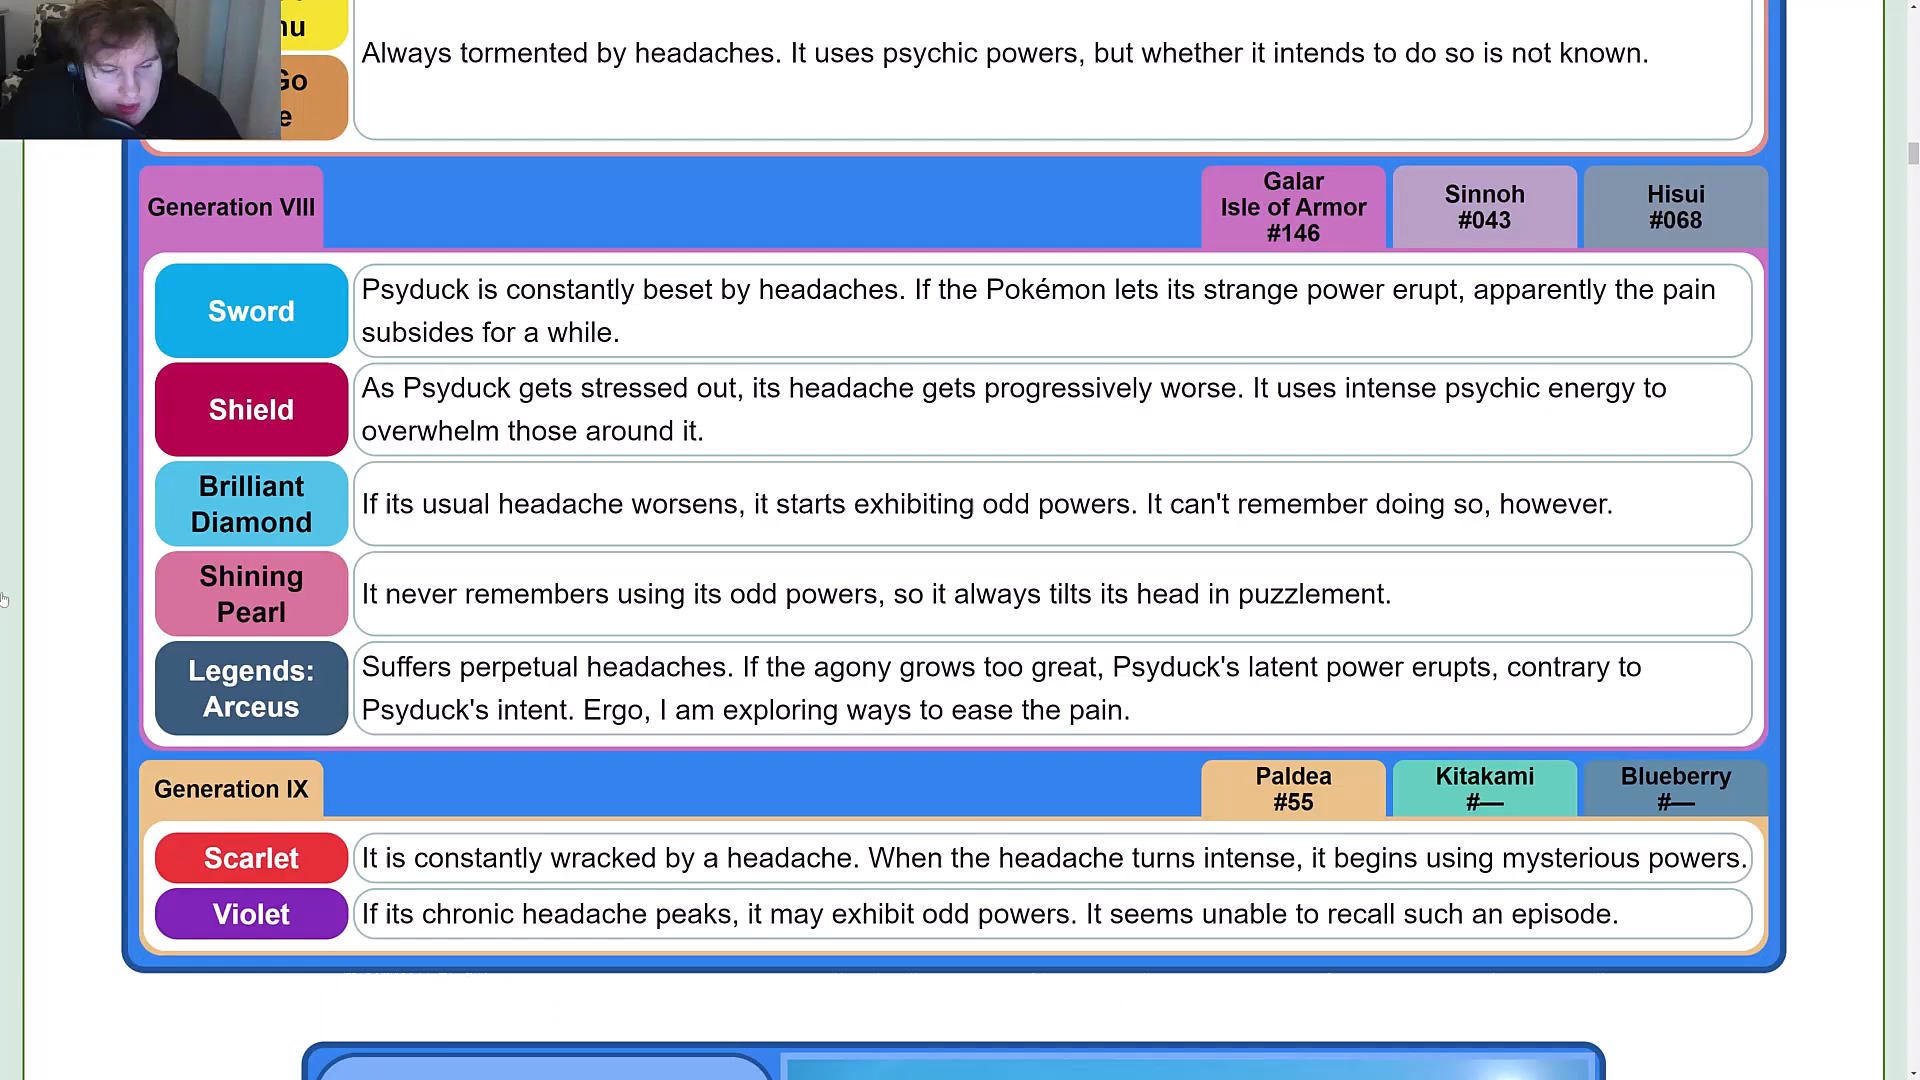 nu
Go
e
Always tormented by headaches. It uses psychic powers, but whether it intends to do so is not known.
Generation VIII
Galar
Isle of Armor
#146
Sinnoh
#043
Hisui
#068
Sword
Psyduck is constantly beset by headaches. If the Pokémon lets its strange power erupt, apparently the pain
subsides for a while.
Shield
As Psyduck gets stressed out, its headache gets progressively worse. It uses intense psychic energy to
overwhelm those around it.
Brilliant
Diamond
If its usual headache worsens, it starts exhibiting odd powers. It can't remember doing so, however.
Shining
Pearl
It never remembers using its odd powers, so it always tilts its head in puzzlement.
Legends:
Arceus
Suffers perpetual headaches. If the agony grows too great, Psyduck's latent power erupts, contrary to
Psyduck's intent. Ergo, I am exploring ways to ease the pain.
Generation IX
Paldea
#55
Kitakami
#—
Blueberry
#—
Scarlet
It is constantly wracked by a headache. When the headache turns intense, it begins using mysterious powers.
Violet
If its chronic headache peaks, it may exhibit odd powers. It seems unable to recall such an episode.